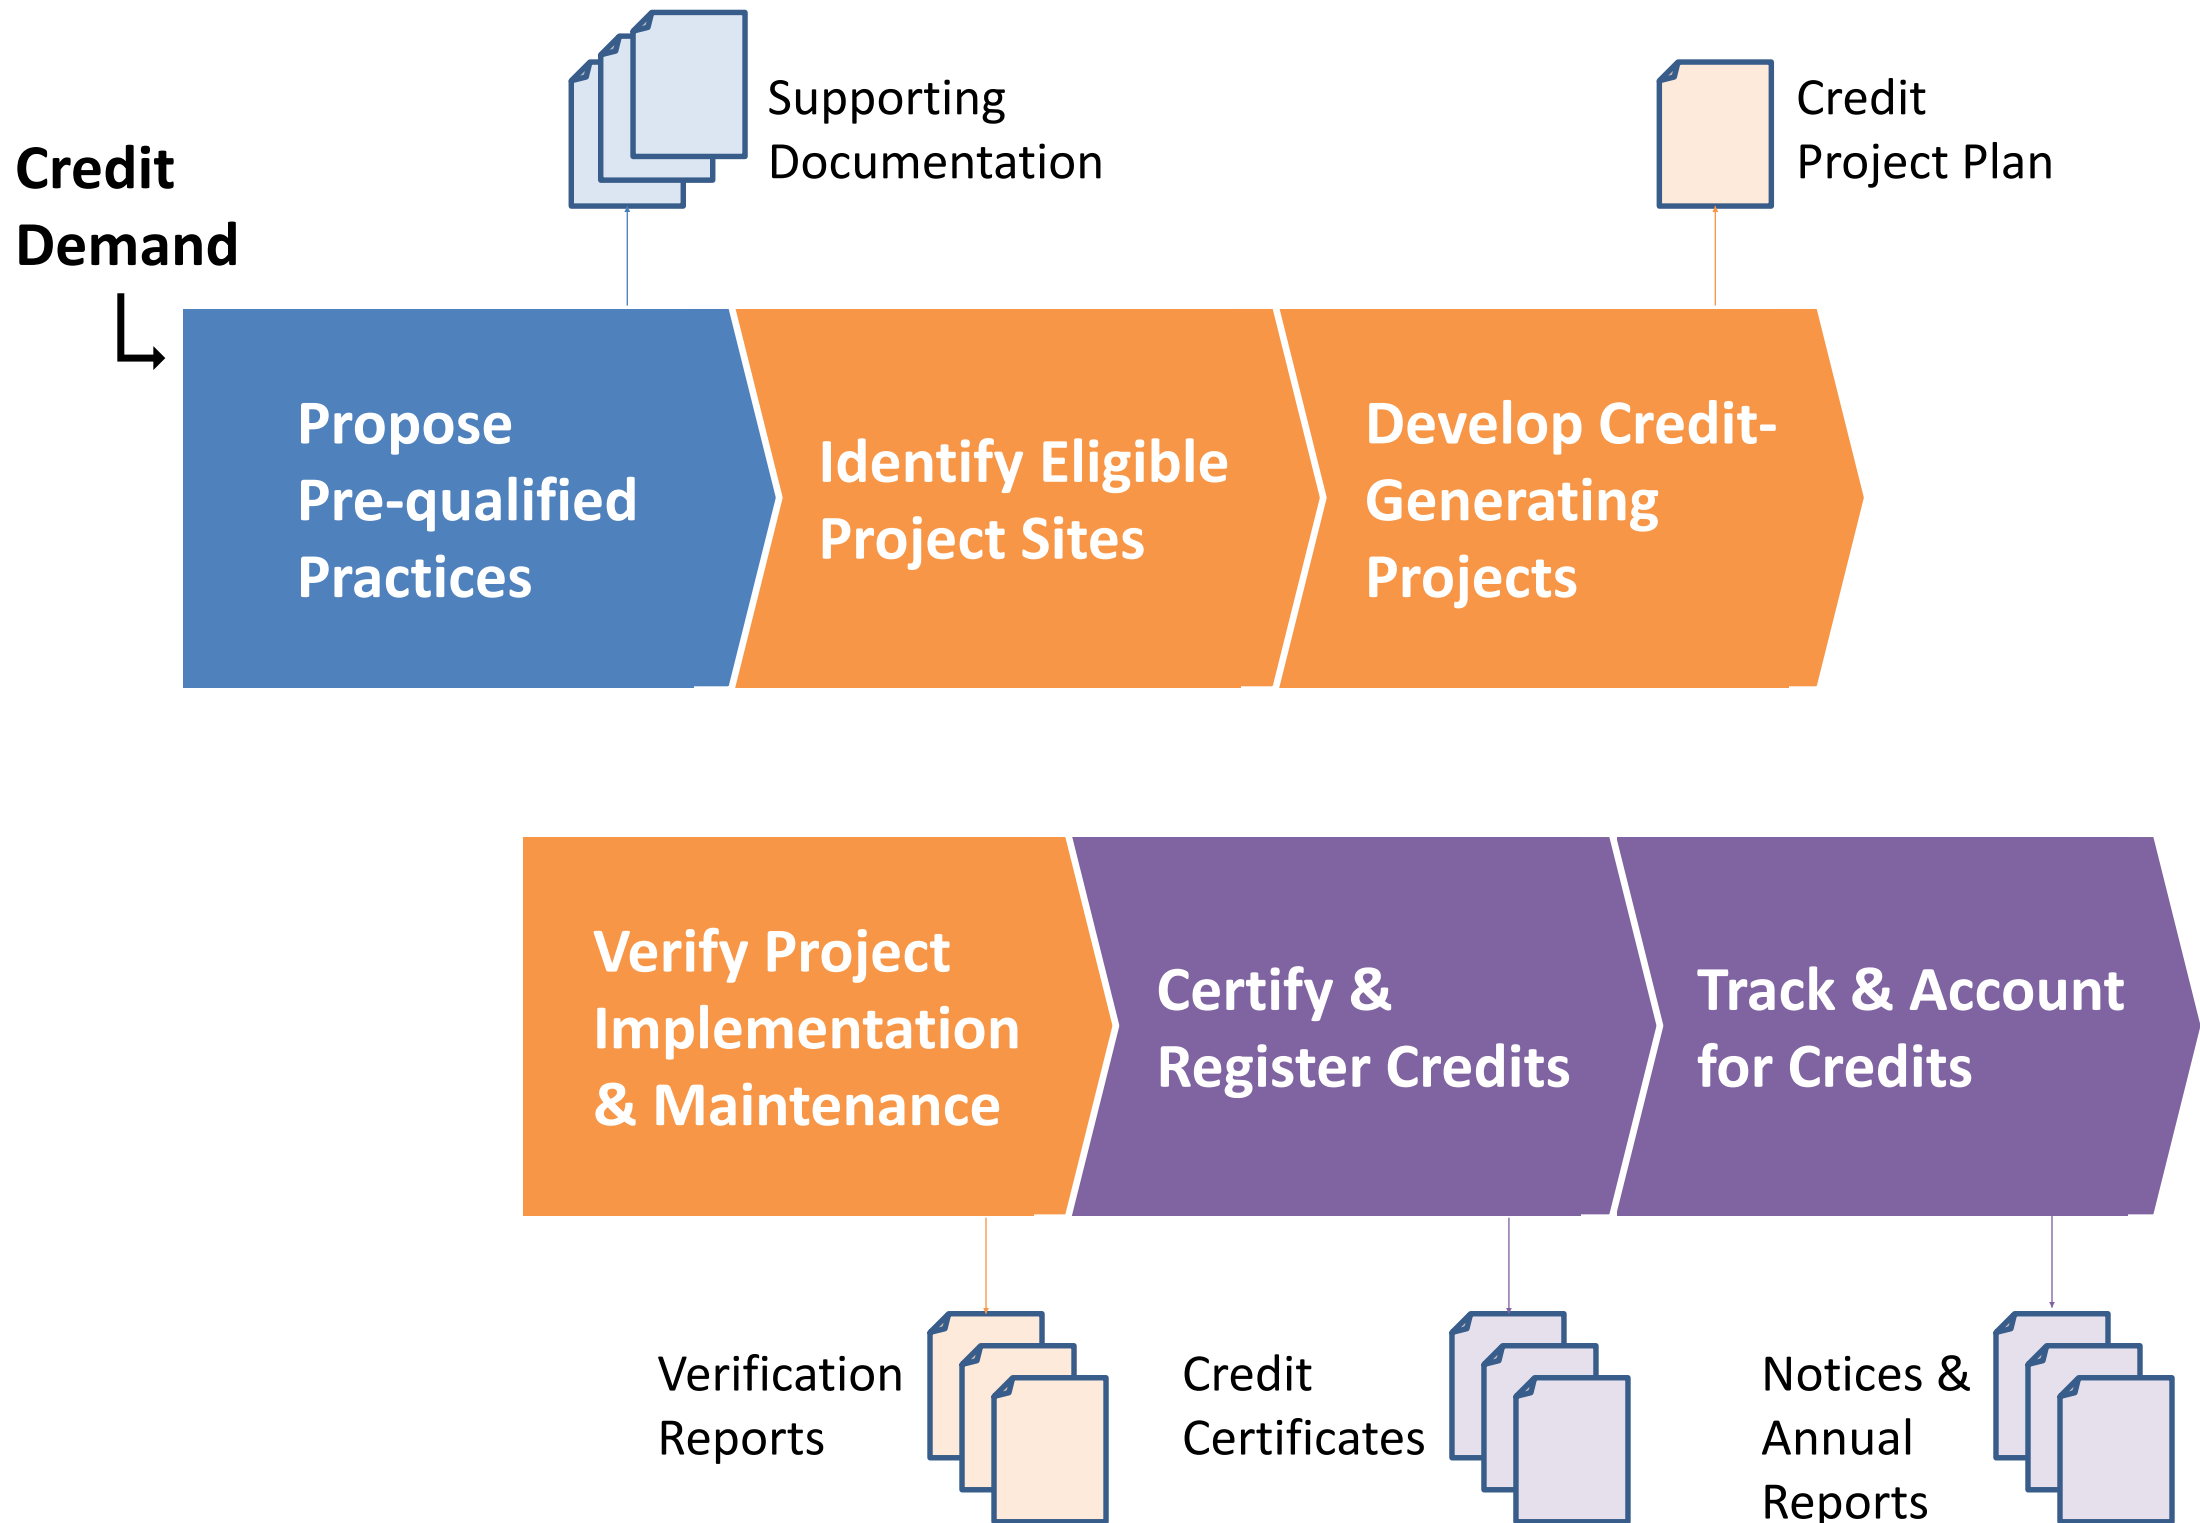 Supporting
Documentation
Credit
Project Plan
Credit
Demand
Propose
Pre-qualified
Practices
Identify Eligible
Project Sites
Develop Credit-
Generating
Projects
Verify Project
Implementation
& Maintenance
Certify &
Register Credits
Track & Account
for Credits
Verification
Reports
Credit
Certificates
Notices &
Annual
Reports